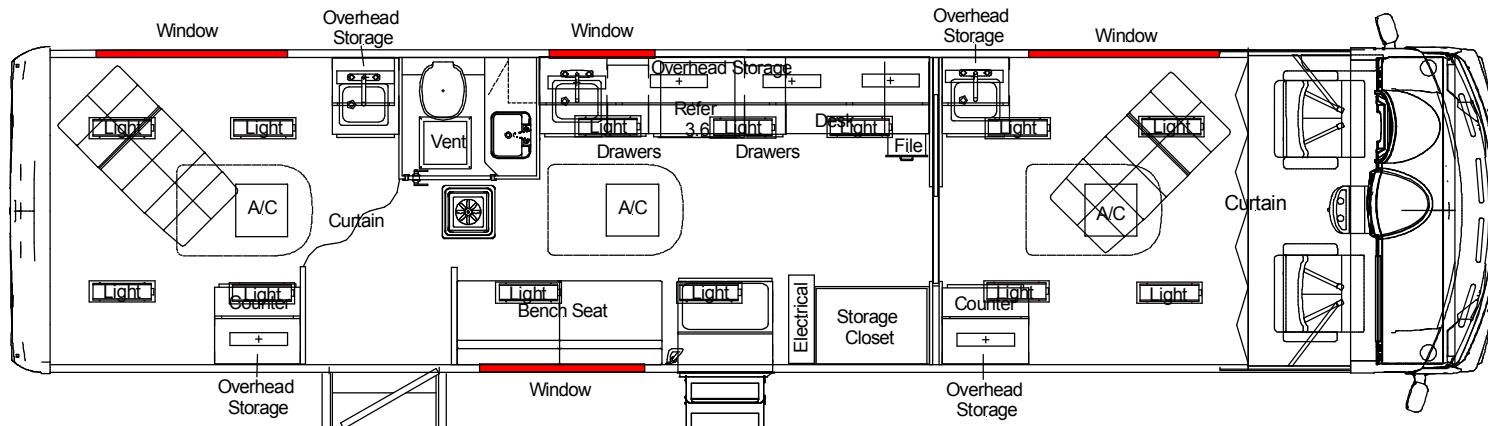 Overhead
Storage
Window
Window
Overhead
Storage
Window
Overhead Storage
Refer
3.6
Desk
Light
Light
Light
Light
Light
Light
Light
Vent
File
Drawers
Drawers
A/C
A/C
A/C
Curtain
Curtain
Light
Light
Light
Light
Light
Light
Counter
Bench Seat
Electrical
Storage
Closet
Counter
Overhead
Storage
Window
Overhead
Storage